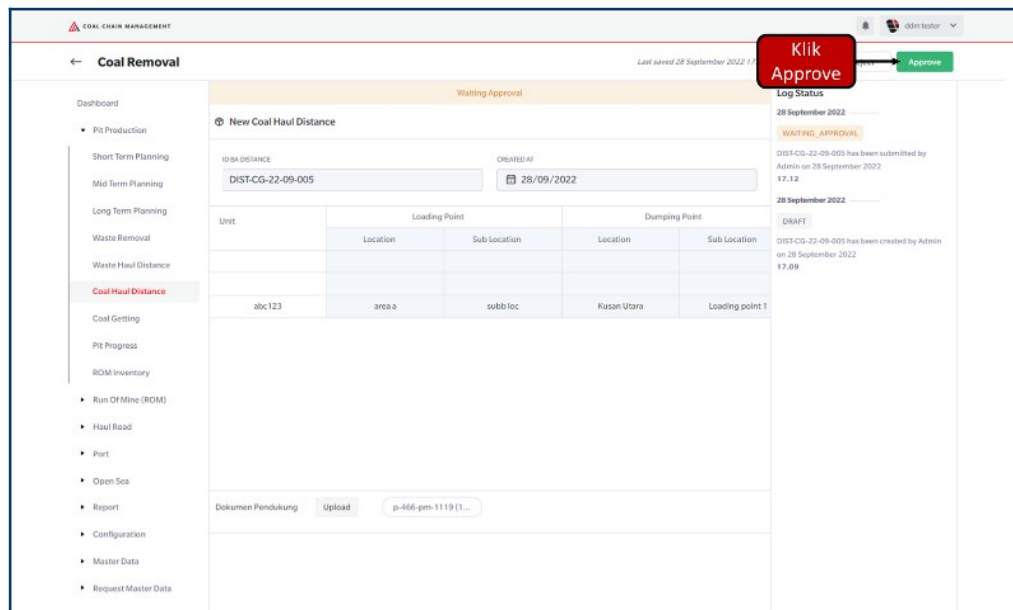 COAL CHAIN MANAGEMENT
ddm tester
Coal Removal
Last saved 28 September 2022 17.
Klik
Approve
Approve
Dashboard
Pit Production
Short Term Planning
Mid Term Planning
Long Term Planning
Waste Removal
Waste Haul Distance
Coal Haul Distance
Coal Getting
Pit Progress
ROM Inventory
Run Of Mine (ROM)
Haul Road
Port
Open Sea
Report
Configuration
Master Data
Request Master Data
Waiting Approval
New Coal Haul Distance
ID BA DISTANCE
CREATED AT
DIST-CG-22-09-005
28/09/2022
Unit
Loading Point
Dumping Point
Location
Sub Location
Location
Sub Location
abc123
area a
subb loc
Kusan Utara
Loading point 1
Dokumen Pendukung
Upload
p-466-pm-1119 (1...
Log Status
28 September 2022
WAITING_APPROVAL
DIST-CG-22-09-005 has been submitted by
Admin on 28 September 2022
17.12
28 September 2022
DRAFT
DIST-CG-22-09-005 has been created by Admin
on 28 September 2022
17.09